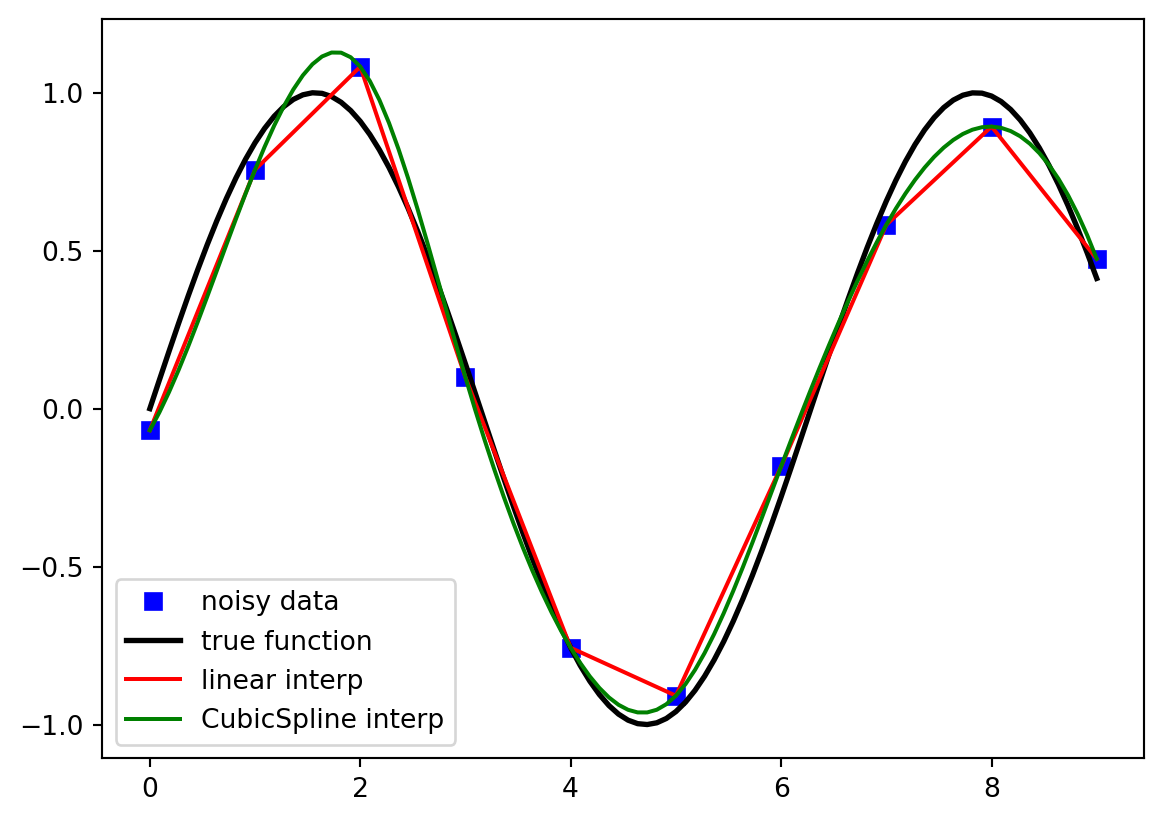 1.0
0.5
0.0
−0.5
−1.0
noisy data
true function
linear interp
CubicSpline interp
0 2 4 6 8